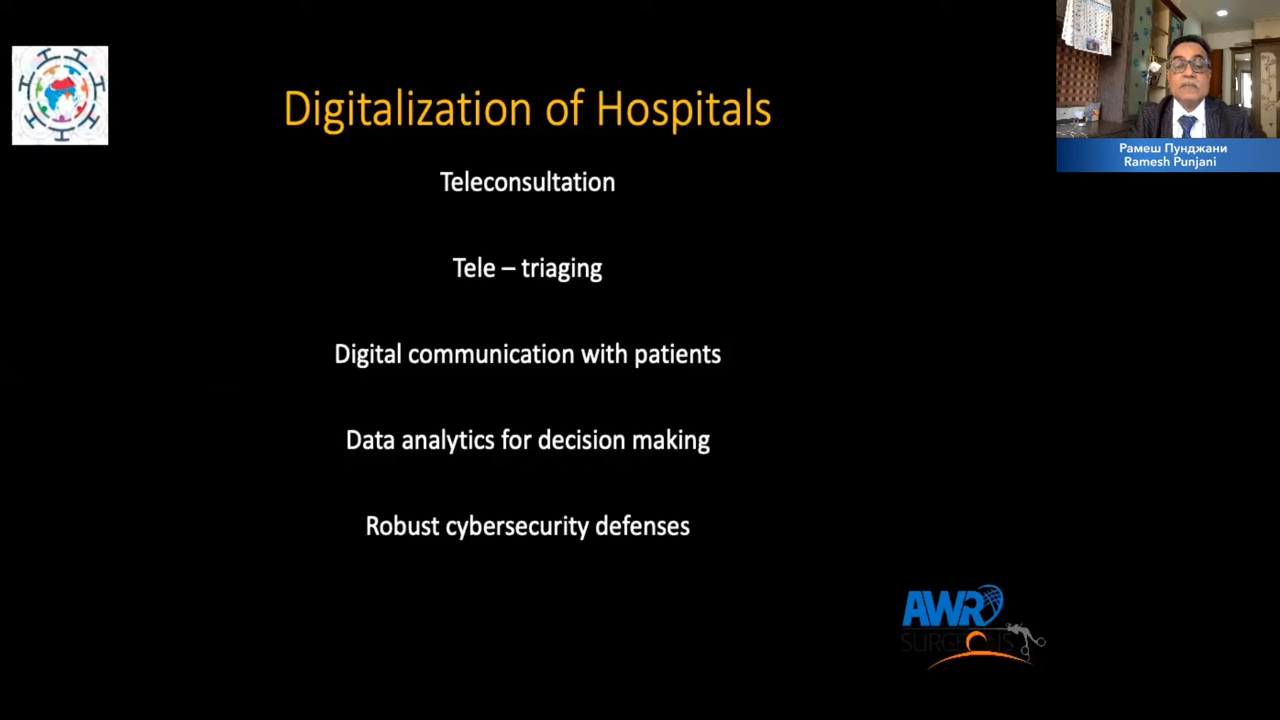 Digitalization of Hospitals
Рамеш Пунджани
Ramesh Punjani
Teleconsultation
Tele – triaging
Digital communication with patients
Data analytics for decision making
Robust cybersecurity defenses
AWR
SURGEONS